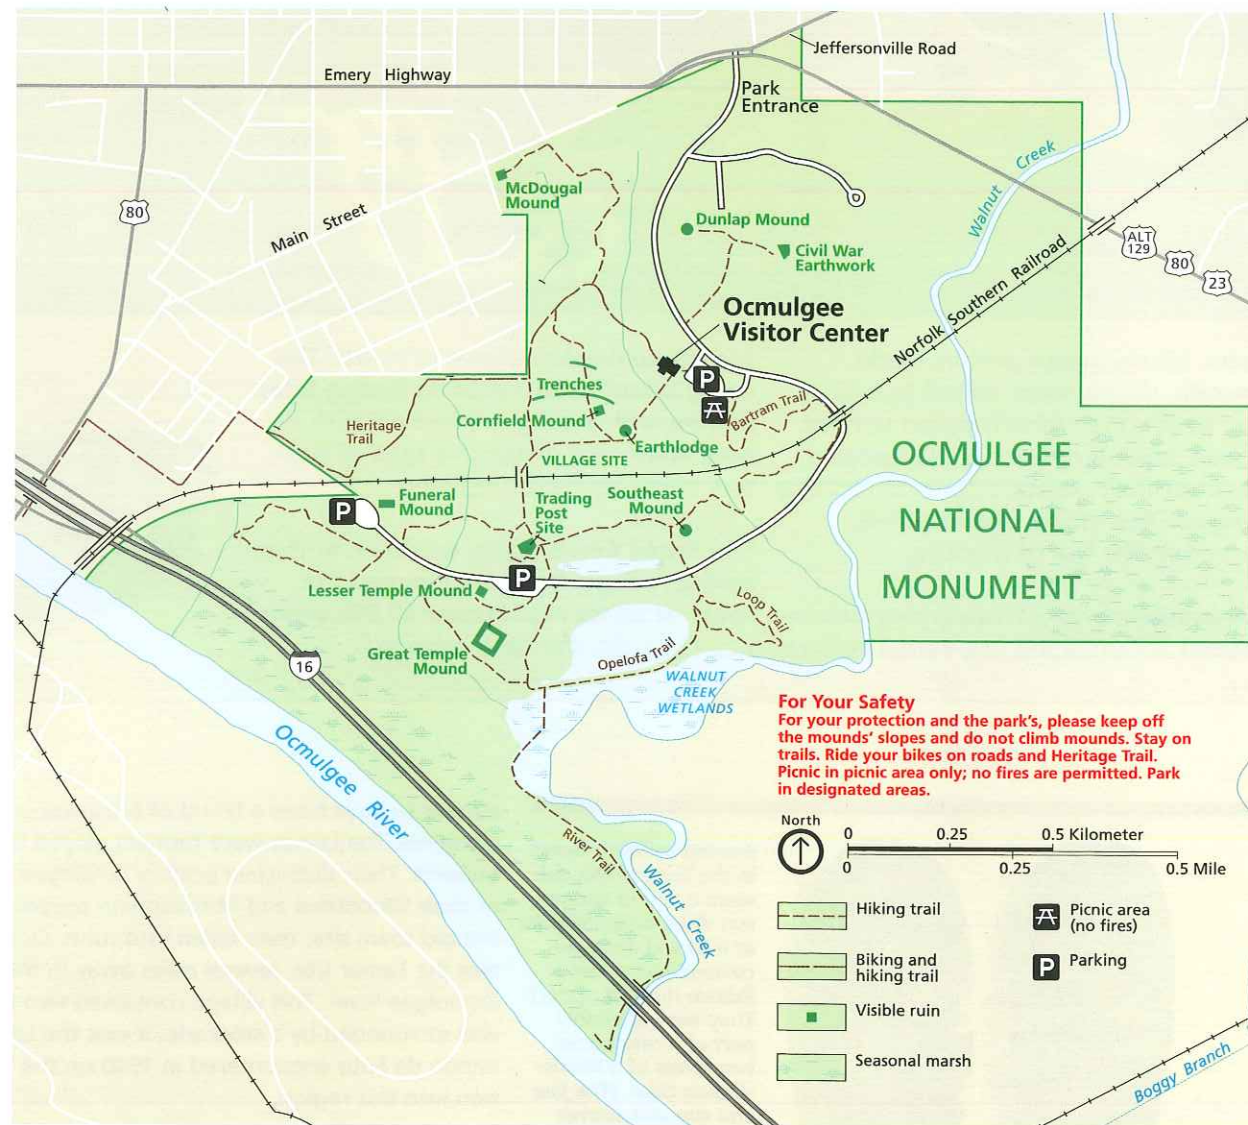 Jeffersonville Road
Emery Highway
Park
Entrance
Walnut Creek
McDougal
Mound
80
Main Street
Dunlap Mound
ALT
129
80
23
Civil War
Earthwork
Norfolk Southern Railroad
Ocmulgee
Visitor Center
P
Trenches
Bartram Trail
Cornfield Mound
Heritage
Trail
Earthlodge
VILLAGE SITE
OCMULGEE
NATIONAL
MONUMENT
P
Funeral
Mound
Trading
Post
Site
Southeast
Mound
P
Lesser Temple Mound
Loop Trail
Great Temple
Mound
Opelofa Trail
16
WALNUT
CREEK
WETLANDS
Ocmulgee River
River Trail
Walnut Creek
For Your Safety
For your protection and the park's, please keep off
the mounds' slopes and do not climb mounds. Stay on
trails. Ride your bikes on roads and Heritage Trail.
Picnic in picnic area only; no fires are permitted. Park
in designated areas.
North
0 0.25 0.5 Kilometer
0 0.25 0.5 Mile
Hiking trail
Biking and
hiking trail
Visible ruin
Seasonal marsh
Picnic area
(no fires)
P
Parking
Boggy Branch